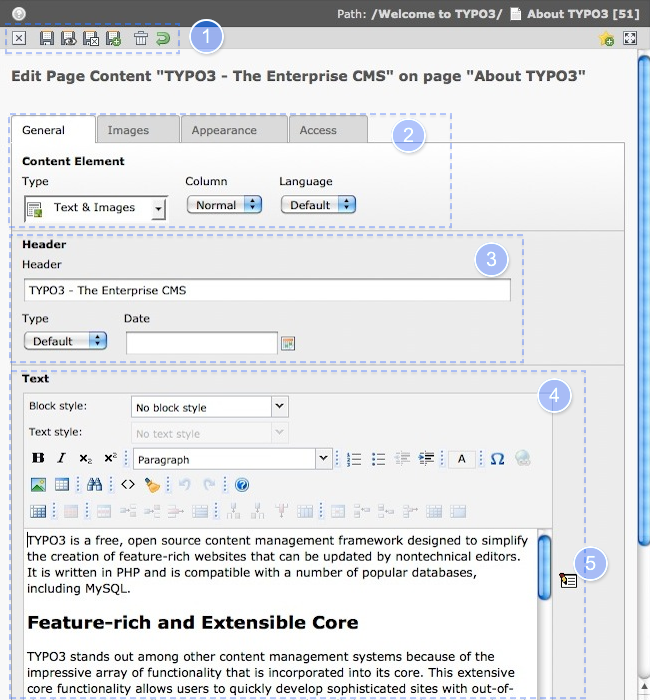 Path: /Welcome to TYPO3/ About TYPO3 [51]
1
Edit Page Content "TYPO3 - The Enterprise CMS" on page "About TYPO3"
General Images Appearance Access
2
Content Element
Type Column Language
Text & Images Normal Default
Header
3
Header
TYPO3 - The Enterprise CMS
Type Date
Default
Text
4
Block style: No block style
Text style: No text style
B I x₂ x² Paragraph A Ω
<>
TYPO3 is a free, open source content management framework designed to simplify
the creation of feature-rich websites that can be updated by nontechnical editors.
5
It is written in PHP and is compatible with a number of popular databases,
including MySQL.
Feature-rich and Extensible Core
TYPO3 stands out among other content management systems because of the
impressive array of functionality that is incorporated into its core. This extensive
core functionality allows users to quickly develop sophisticated sites with out-of-